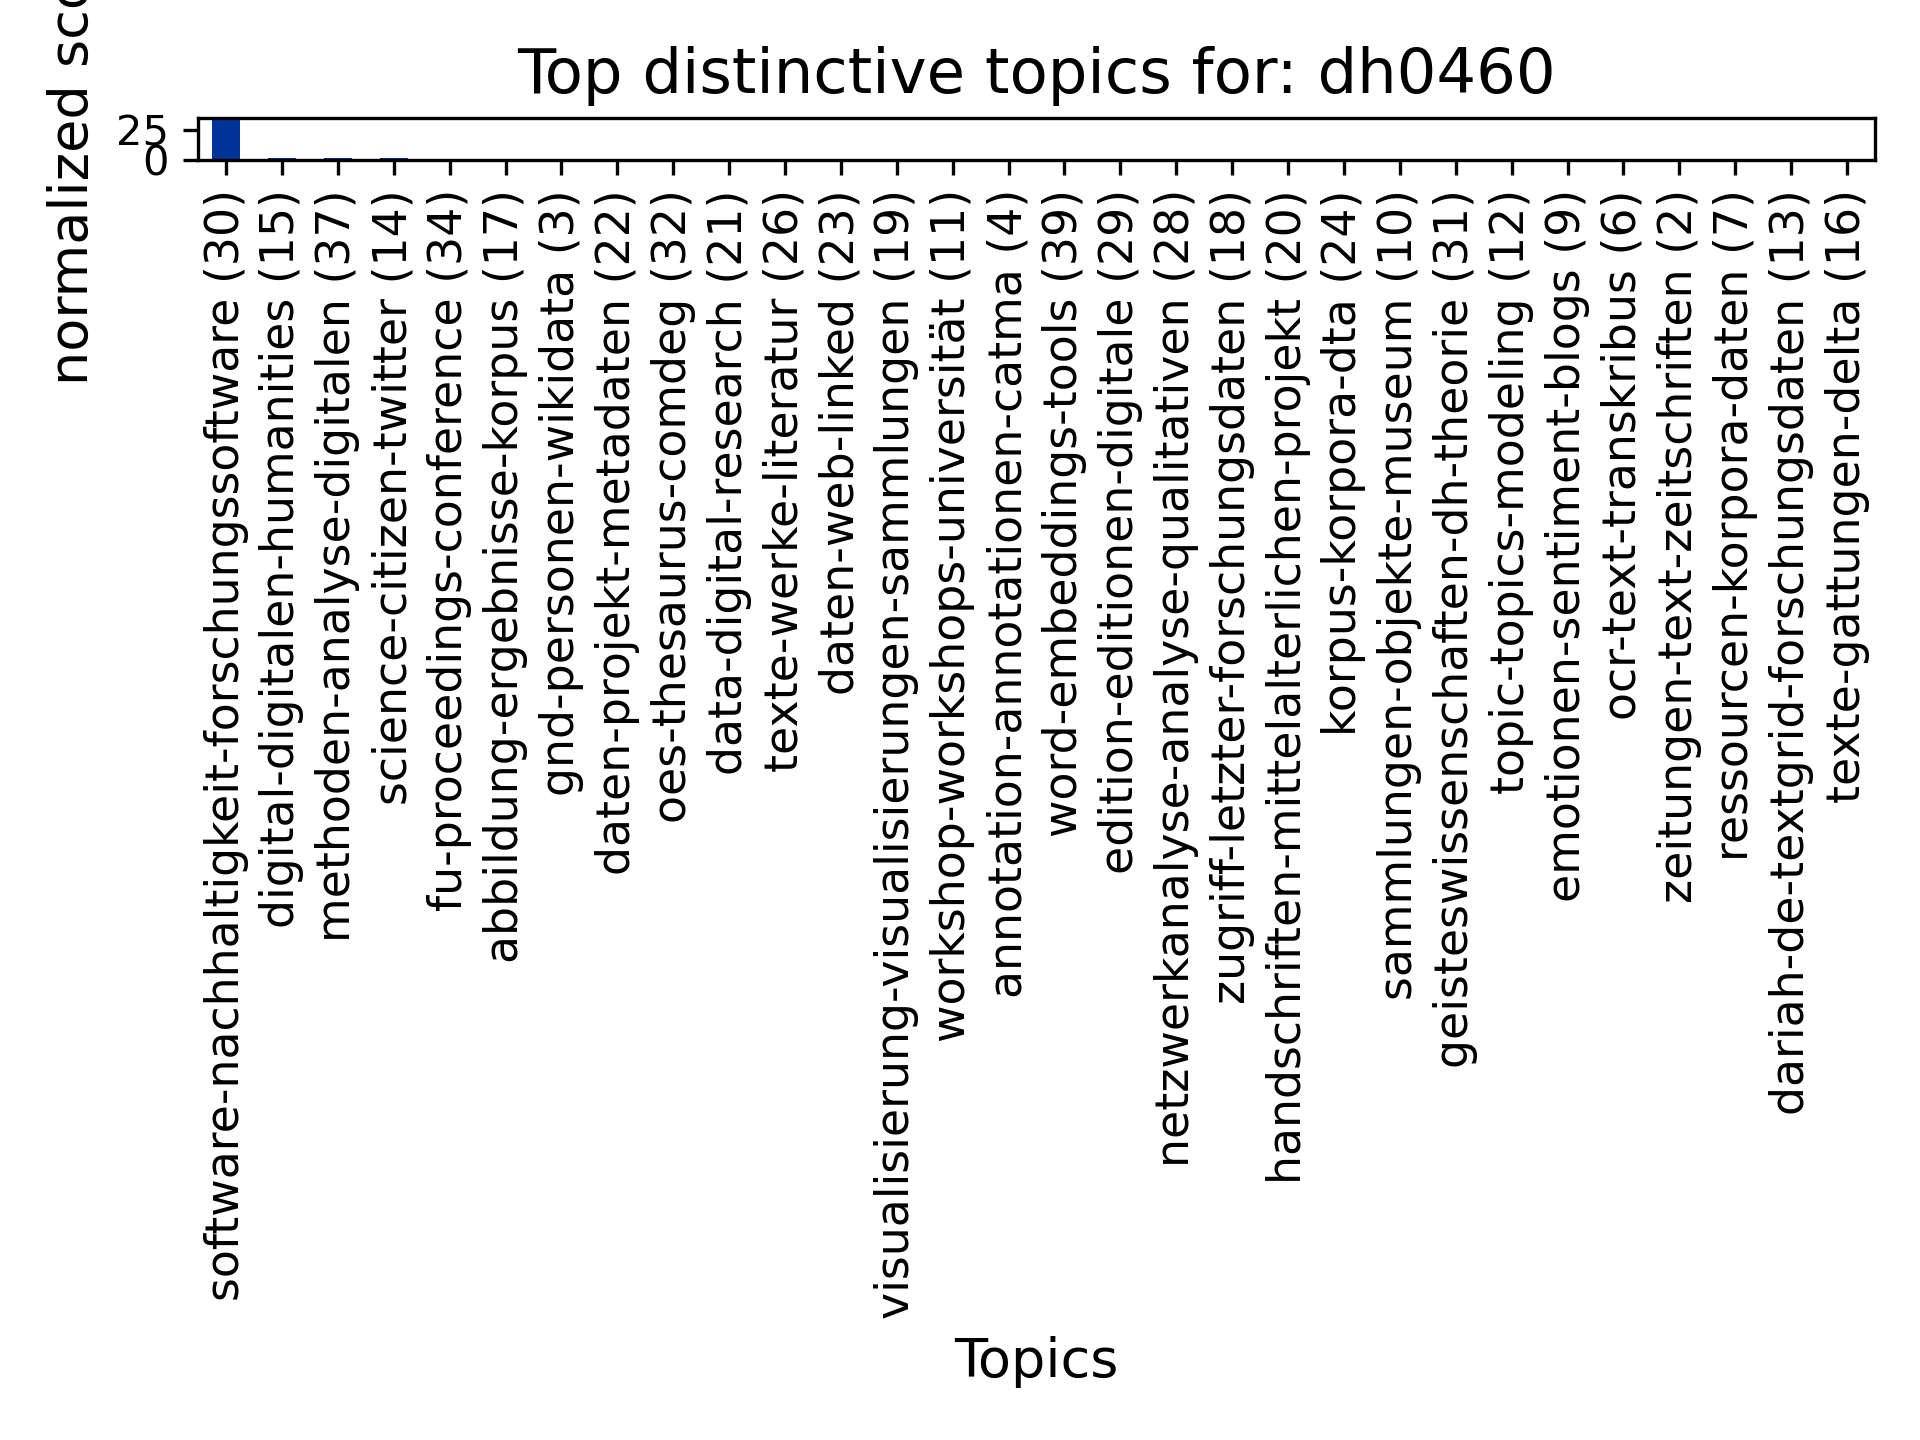 Top distinctive topics for: dh0460
normalized
25
0
software-nachhaltigkeit-forschungssoftware (30)
digital-digitalen-humanities (15)
methoden-analyse-digitalen (37)
science-citizen-twitter (14)
fu-proceedings-conference (34)
abbildung-ergebnisse-korpus (17)
gnd-personen-wikidata (3)
daten-projekt-metadaten (22)
oes-thesaurus-comdeg (32)
data-digital-research (21)
texte-werke-literatur (26)
daten-web-linked (23)
visualisierung-visualisierungen-sammlungen (19)
workshop-workshops-universität (11)
annotation-annotationen-catma (4)
word-embeddings-tools (39)
edition-editionen-digitale (29)
netzwerkanalyse-analyse-qualitativen (28)
zugriff-letzter-forschungsdaten (18)
handschriften-mittelalterlichen-projekt (20)
korpus-korpora-dta (24)
sammlungen-objekte-museum (10)
geisteswissenschaften-dh-theorie (31)
topic-topics-modeling (12)
emotionen-sentiment-blogs (9)
ocr-text-transkribus (6)
zeitungen-text-zeitschriften (2)
ressourcen-korpora-daten (7)
dariah-de-textgrid-forschungsdaten (13)
texte-gattungen-delta (16)
Topics